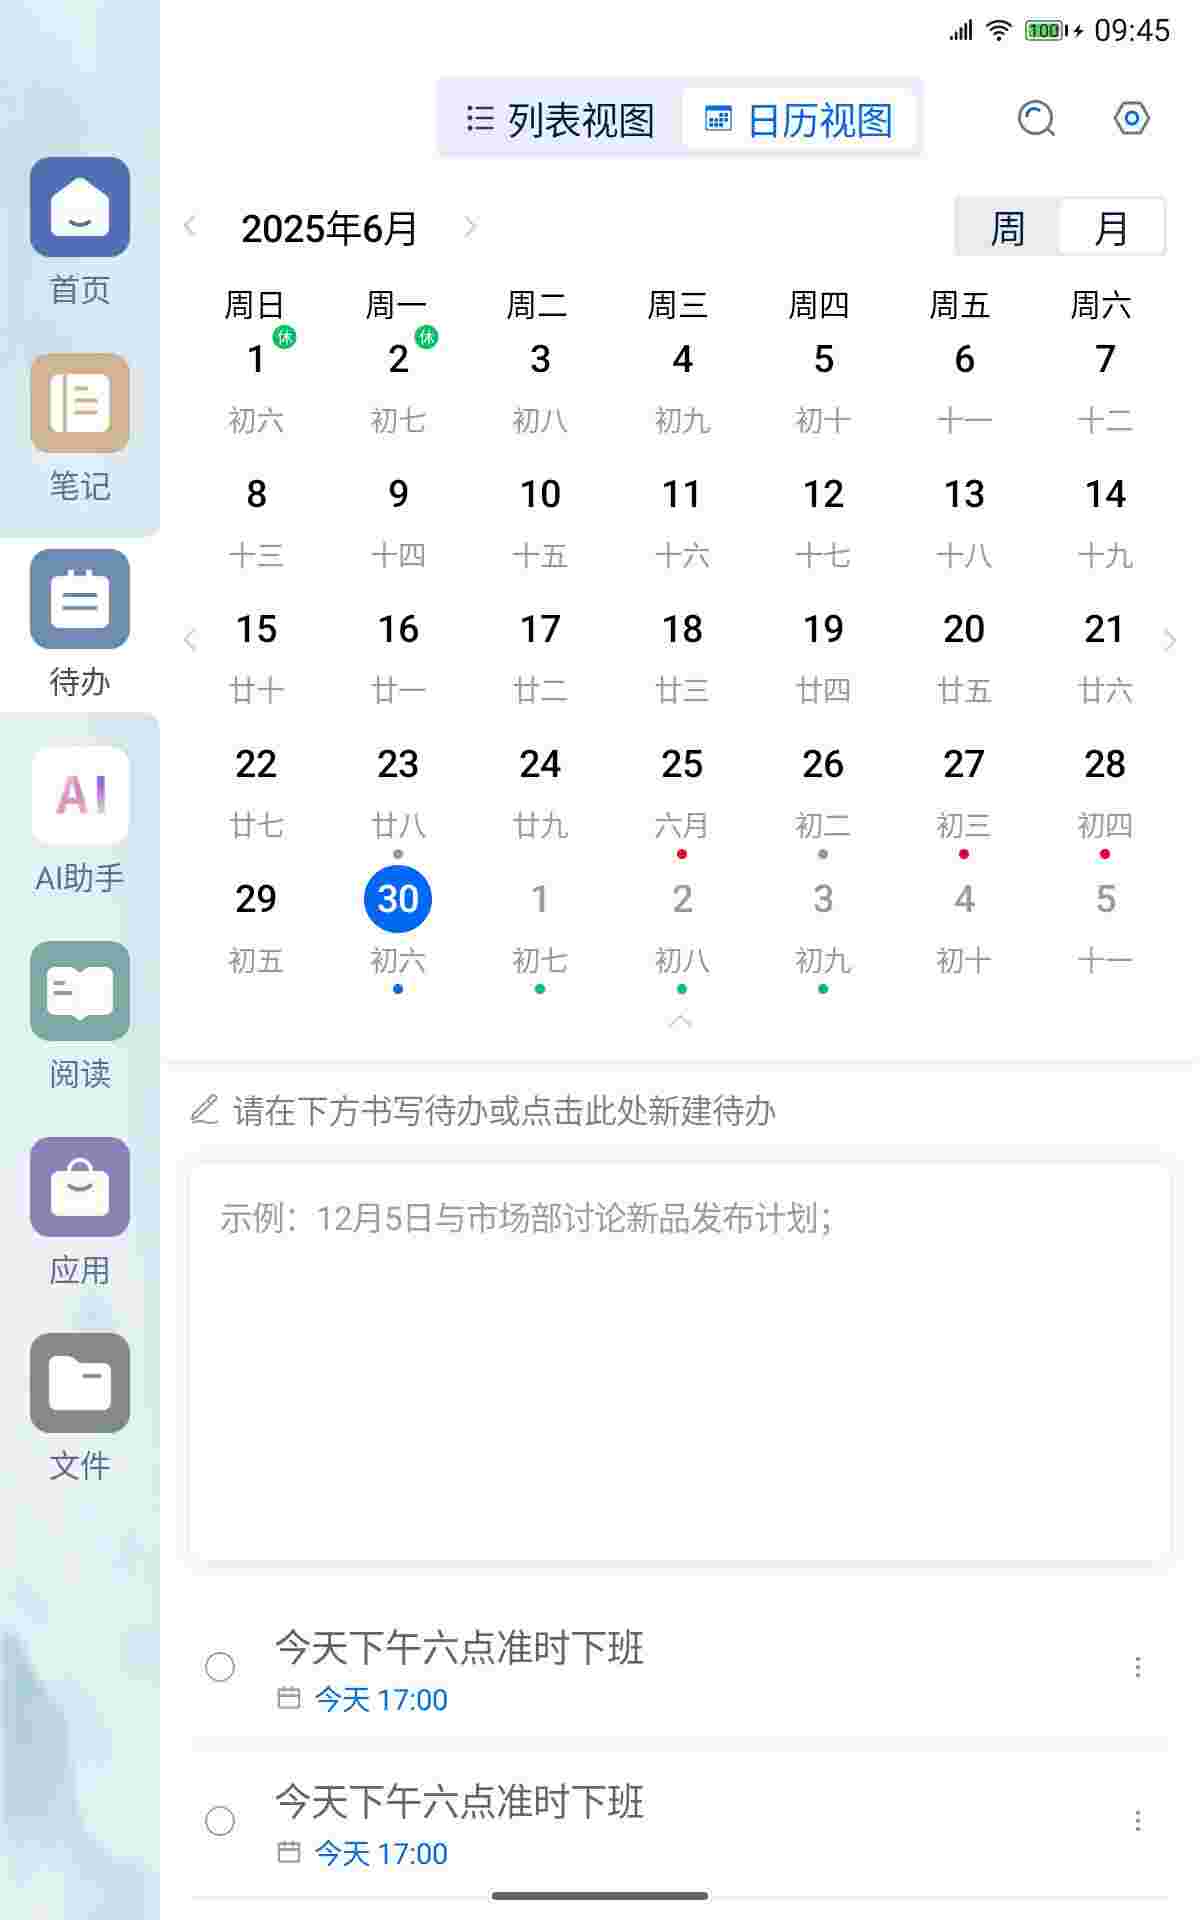 100 09:45
列表视图 日历视图
2025年6月 周 月
周日 周一 周二 周三 周四 周五 周六
1 休 2 休 3 4 5 6 7
初六 初七 初八 初九 初十 十一 十二
8 9 10 11 12 13 14
十三 十四 十五 十六 十七 十八 十九
15 16 17 18 19 20 21
廿十 廿一 廿二 廿三 廿四 廿五 廿六
22 23 24 25 26 27 28
廿七 廿八 廿九 六月 初二 初三 初四
29 30 1 2 3 4 5
初五 初六 初七 初八 初九 初十 十一
首页
笔记
待办
AI
AI助手
阅读
应用
文件
请在下方书写待办或点击此处新建待办
示例：12月5日与市场部讨论新品发布计划；
今天下午六点准时下班
今天 17:00
今天下午六点准时下班
今天 17:00